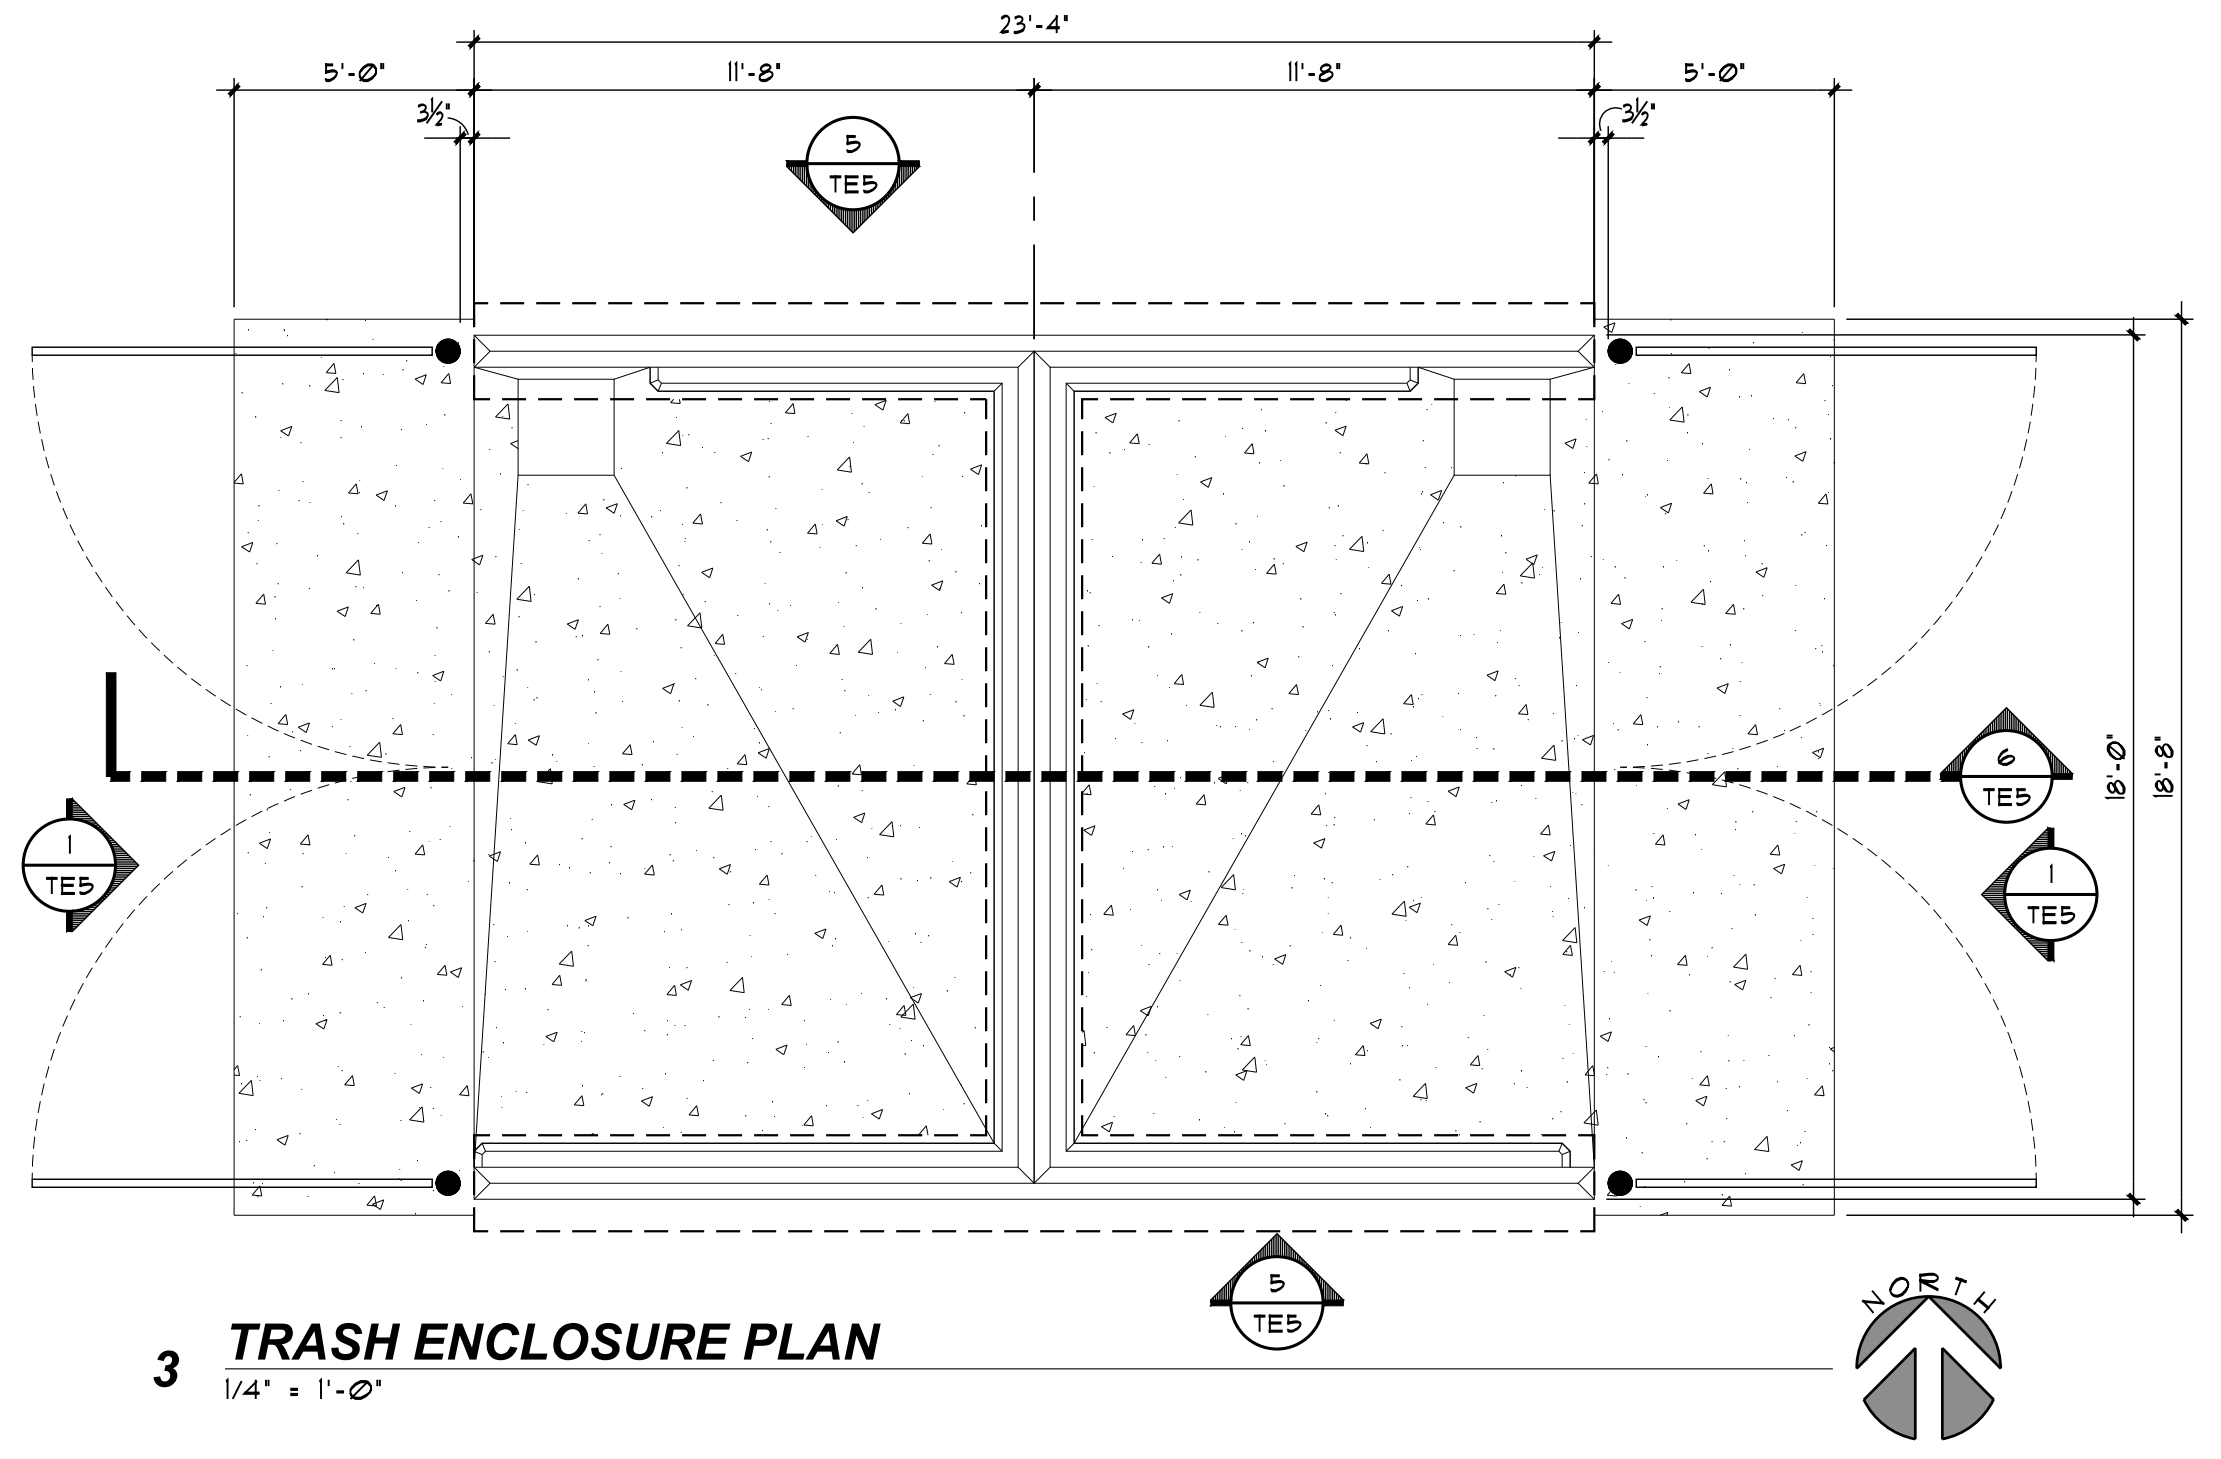 23'-4"
5'-0"
11'-8"
11'-8"
5'-0"
3½"
3½"
5
TE5
6
TE5
18'-0"
18'-8"
1
TE5
1
TE5
5
TE5
NORTH
3
TRASH ENCLOSURE PLAN
1/4" = 1'-0"